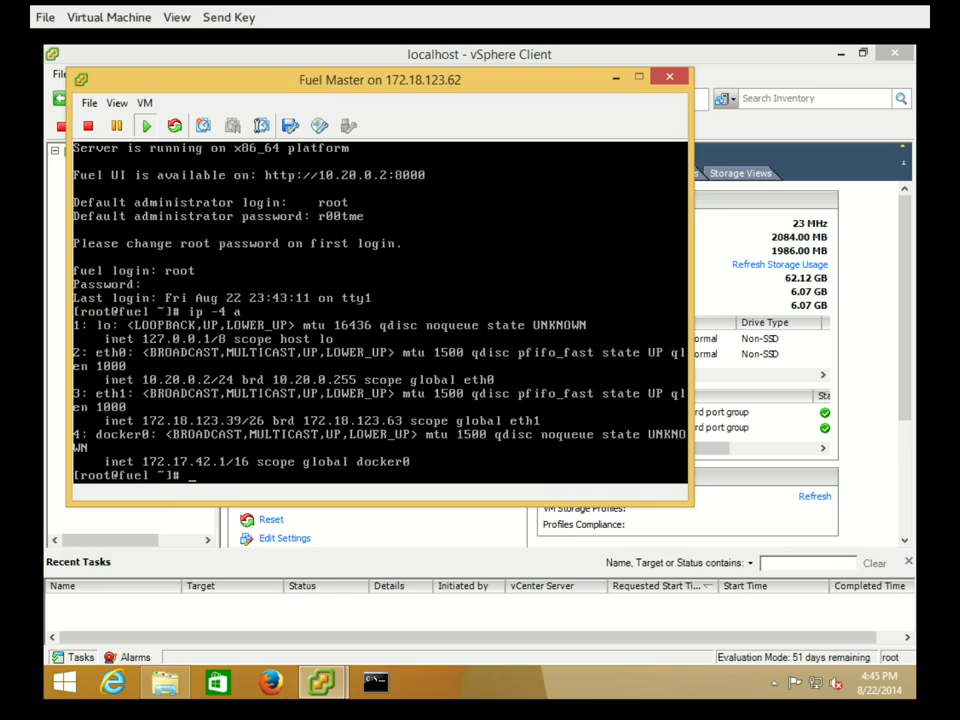 File Virtual Machine View Send Key
localhost - vSphere Client
Fuel Master on 172.18.123.62
File View VM
Search Inventory
Server is running on x86_64 platform
Fuel UI is available on: http://10.20.0.2:8000
Default administrator login: root
Default administrator password: r00tme
Please change root password on first login.
fuel login: root
Password:
Last login: Fri Aug 22 23:43:11 on tty1
[root@fuel ~]# ip -4 a
1: lo: <LOOPBACK,UP,LOWER_UP> mtu 16436 qdisc noqueue state UNKNOWN
inet 127.0.0.1/8 scope host lo
2: eth0: <BROADCAST,MULTICAST,UP,LOWER_UP> mtu 1500 qdisc pfifo_fast state UP ql
en 1000
inet 10.20.0.2/24 brd 10.20.0.255 scope global eth0
3: eth1: <BROADCAST,MULTICAST,UP,LOWER_UP> mtu 1500 qdisc pfifo_fast state UP ql
en 1000
inet 172.18.123.39/26 brd 172.18.123.63 scope global eth1
4: docker0: <BROADCAST,MULTICAST,UP,LOWER_UP> mtu 1500 qdisc noqueue state UNKNO
WN
inet 172.17.42.1/16 scope global docker0
[root@fuel ~]# _
Storage Views
23 MHz
2084.00 MB
1986.00 MB
Refresh Storage Usage
62.12 GB
6.07 GB
6.07 GB
Drive Type
Non-SSD
Non-SSD
rd port group
rd port group
Refresh
VM Storage Profiles:
Profiles Compliance:
Reset
Edit Settings
Recent Tasks
Name, Target or Status contains: Clear
Name Target Status Details Initiated by vCenter Server Requested Start Ti... Start Time Completed Time
Tasks Alarms
Evaluation Mode: 51 days remaining root
4:45 PM
8/22/2014